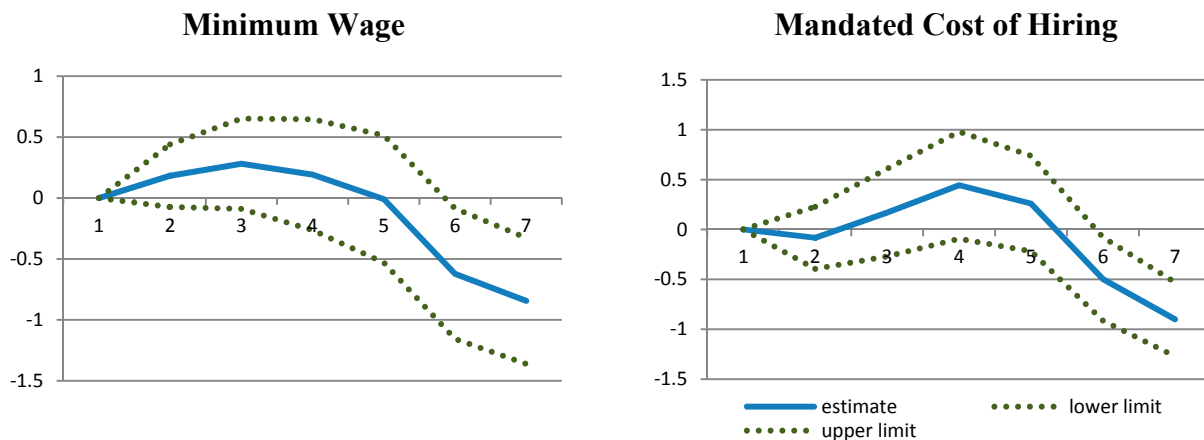 Minimum Wage
1
0.5
0
-0.5
-1
-1.5
1 2 3 4 5 6 7
Mandated Cost of Hiring
1.5
1
0.5
0
-0.5
-1
-1.5
1 2 3 4 5 6 7
estimate lower limit
upper limit